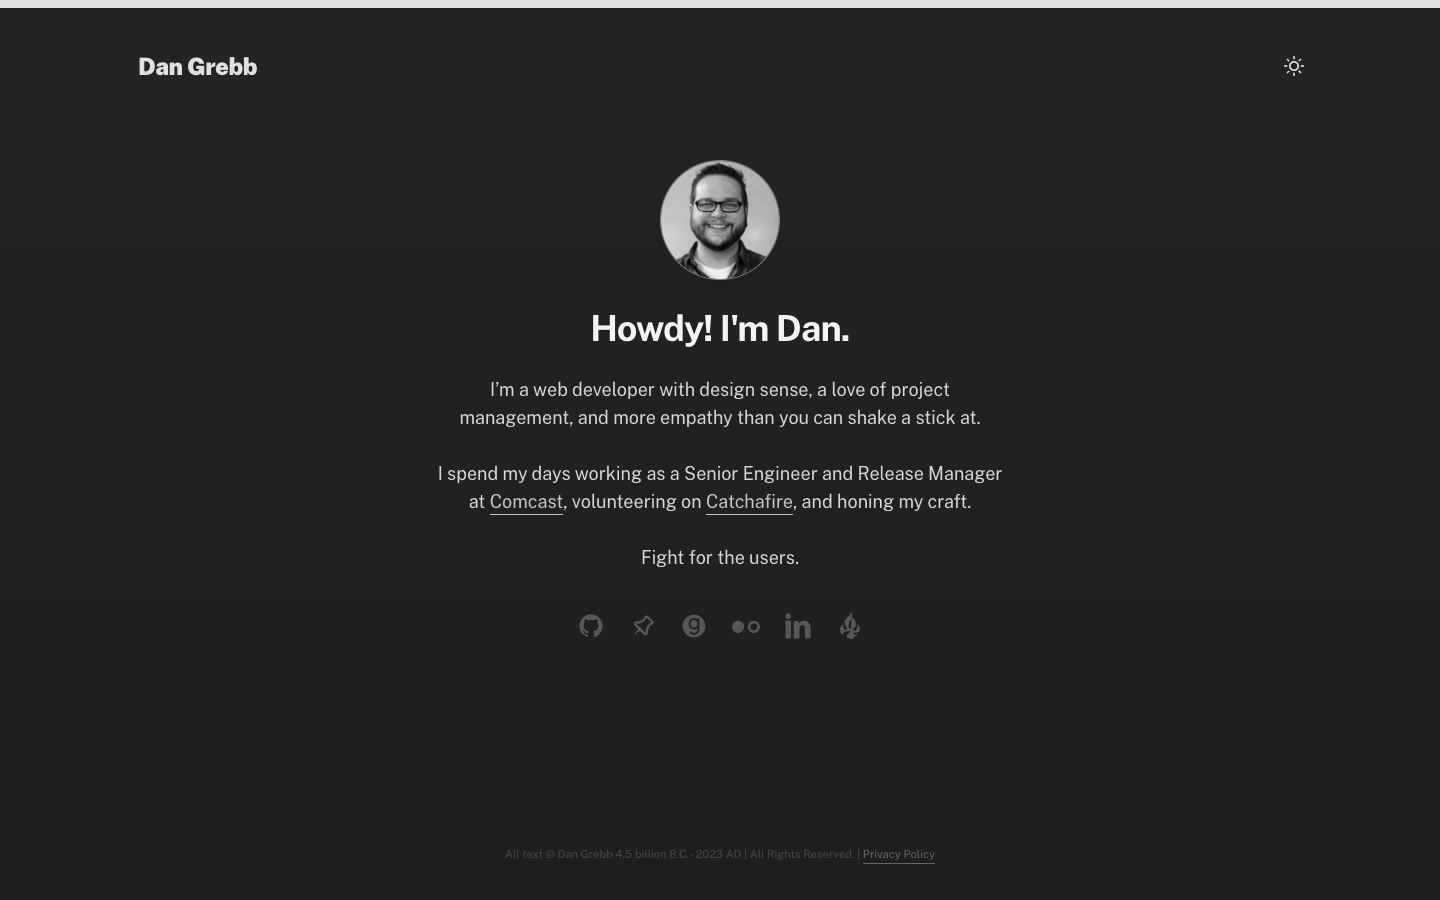 Dan Grebb
Howdy! I'm Dan.
I’m a web developer with design sense, a love of project
management, and more empathy than you can shake a stick at.
I spend my days working as a Senior Engineer and Release Manager
at Comcast, volunteering on Catchafire, and honing my craft.
Fight for the users.
All text © Dan Grebb 4.5 billion B.C. - 2023 AD | All Rights Reserved. | Privacy Policy